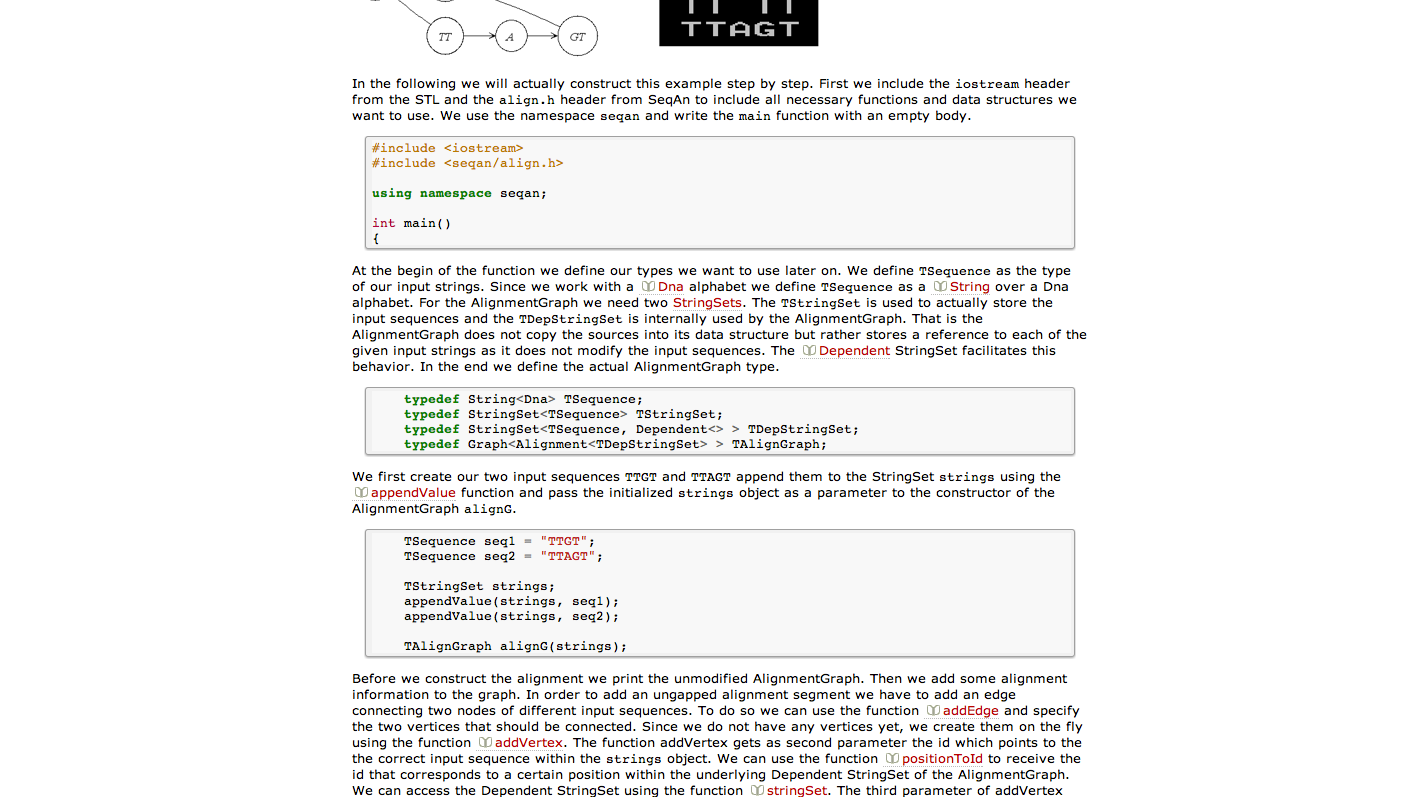 TT A GT
TTAGT
In the following we will actually construct this example step by step. First we include the iostream header
from the STL and the align.h header from SeqAn to include all necessary functions and data structures we
want to use. We use the namespace seqan and write the main function with an empty body.
#include <iostream>
#include <seqan/align.h>
using namespace seqan;
int main()
{
At the begin of the function we define our types we want to use later on. We define TSequence as the type
of our input strings. Since we work with a Dna alphabet we define TSequence as a String over a Dna
alphabet. For the AlignmentGraph we need two StringSets. The TStringSet is used to actually store the
input sequences and the TDepStringSet is internally used by the AlignmentGraph. That is the
AlignmentGraph does not copy the sources into its data structure but rather stores a reference to each of the
given input strings as it does not modify the input sequences. The Dependent StringSet facilitates this
behavior. In the end we define the actual AlignmentGraph type.
typedef String<Dna> TSequence;
typedef StringSet<TSequence> TStringSet;
typedef StringSet<TSequence, Dependent<> > TDepStringSet;
typedef Graph<Alignment<TDepStringSet> > TAlignGraph;
We first create our two input sequences TTGT and TTAGT append them to the StringSet strings using the
appendValue function and pass the initialized strings object as a parameter to the constructor of the
AlignmentGraph alignG.
TSequence seq1 = "TTGT";
TSequence seq2 = "TTAGT";
TStringSet strings;
appendValue(strings, seq1);
appendValue(strings, seq2);
TAlignGraph alignG(strings);
Before we construct the alignment we print the unmodified AlignmentGraph. Then we add some alignment
information to the graph. In order to add an ungapped alignment segment we have to add an edge
connecting two nodes of different input sequences. To do so we can use the function addEdge and specify
the two vertices that should be connected. Since we do not have any vertices yet, we create them on the fly
using the function addVertex. The function addVertex gets as second parameter the id which points to the
the correct input sequence within the strings object. We can use the function positionToId to receive the
id that corresponds to a certain position within the underlying Dependent StringSet of the AlignmentGraph.
We can access the Dependent StringSet using the function stringSet. The third parameter of addVertex